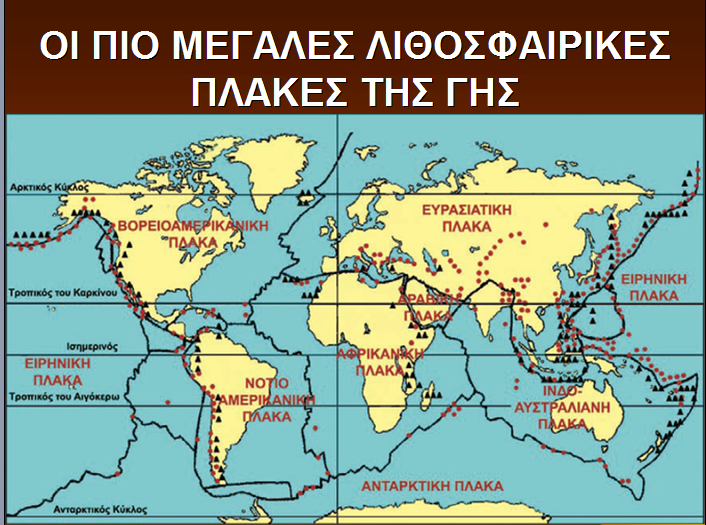 ΟΙ ΠΙΟ ΜΕΓΑΛΕΣ ΛΙΘΟΣΦΑΙΡΙΚΕΣ
ΠΛΑΚΕΣ ΤΗΣ ΓΗΣ
Αρκτικός Κύκλος
ΒΟΡΕΙΟΑΜΕΡΙΚΑΝΙΚΗ
ΠΛΑΚΑ
ΕΥΡΑΣΙΑΤΙΚΗ
ΠΛΑΚΑ
Τροπικός του Καρκίνου
ΑΡΑΒΙΚΗ
ΠΛΑΚΑ
ΕΙΡΗΝΙΚΗ
ΠΛΑΚΑ
Ισημερινός
ΕΙΡΗΝΙΚΗ
ΠΛΑΚΑ
ΑΦΡΙΚΑΝΙΚΗ
ΠΛΑΚΑ
Τροπικός του Αιγόκερω
ΝΟΤΙΟ
ΑΜΕΡΙΚΑΝΙΚΗ
ΠΛΑΚΑ
ΙΝΔΟ-
ΑΥΣΤΡΑΛΙΑΝΗ
ΠΛΑΚΑ
ΑΝΤΑΡΚΤΙΚΗ ΠΛΑΚΑ
Ανταρκτικός Κύκλος